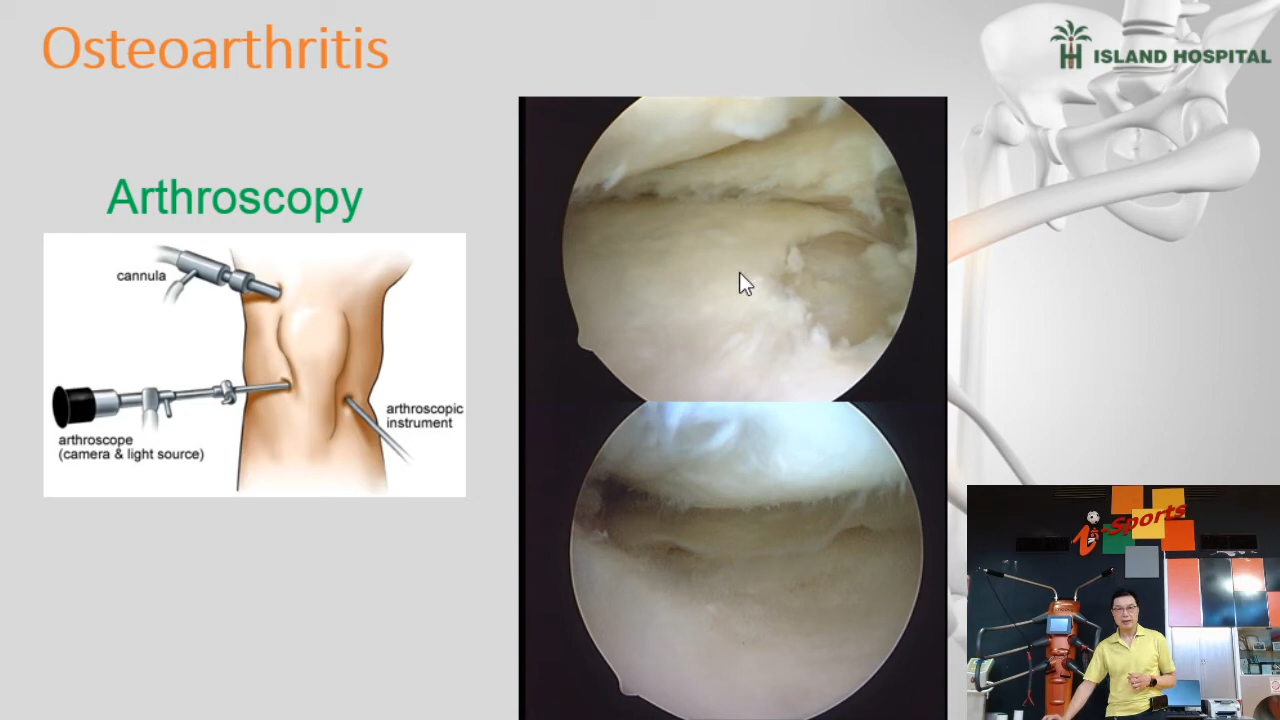 Osteoarthritis
ISLAND HOSPITAL
Arthroscopy
cannula
arthroscope
(camera & light source)
arthroscopic
instrument
i-Sports